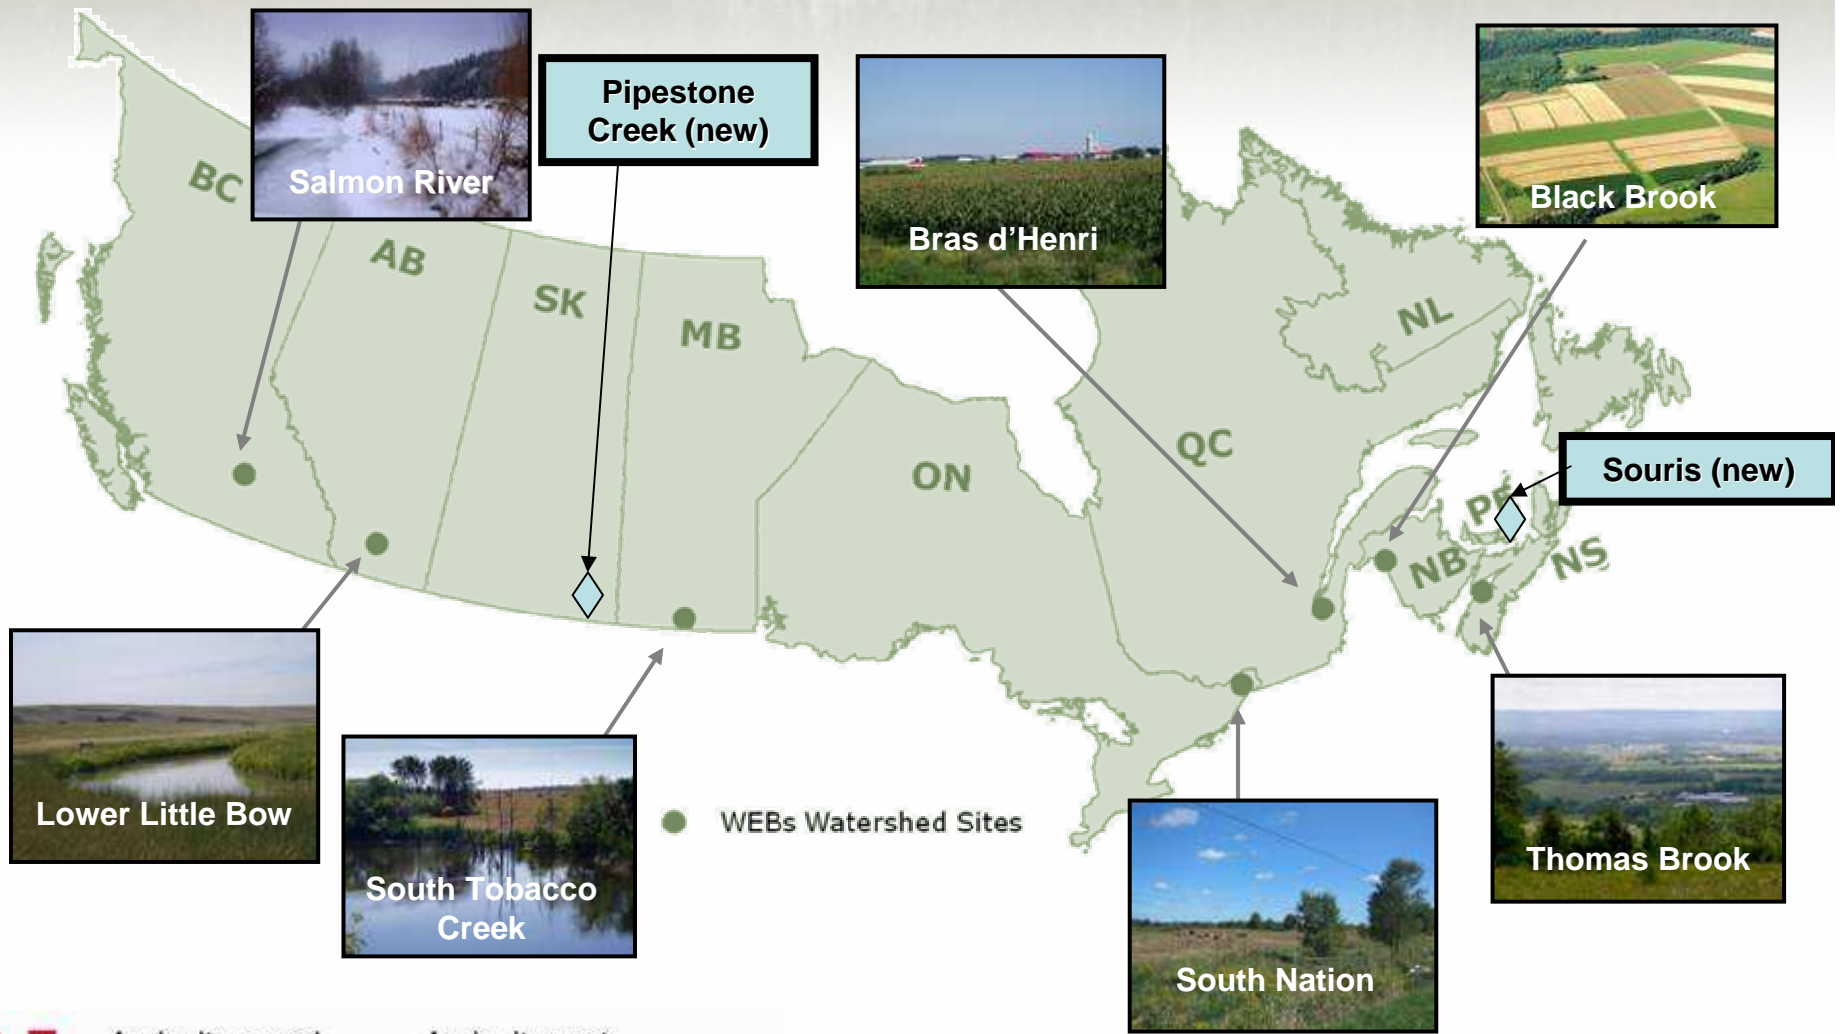 Salmon River
Pipestone
Creek (new)
Bras d'Henri
Black Brook
BC
AB
SK
MB
ON
QC
NL
NB
NS
Souris (new)
Lower Little Bow
South Tobacco
Creek
WEBs Watershed Sites
South Nation
Thomas Brook